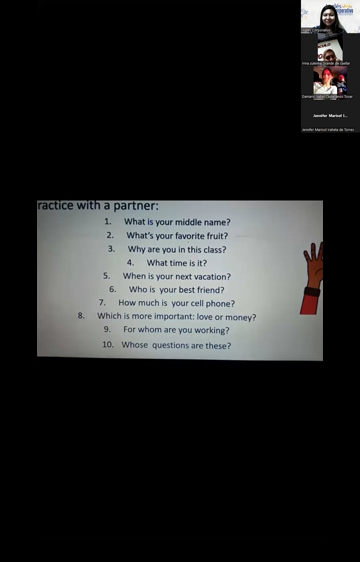 ractice with a partner:
1. What is your middle name?
2. What's your favorite fruit?
3. Why are you in this class?
4. What time is it?
5. When is your next vacation?
6. Who is your best friend?
7. How much is your cell phone?
8. Which is more important: love or money?
9. For whom are you working?
10. Whose questions are these?
Jennifer Marisol I...